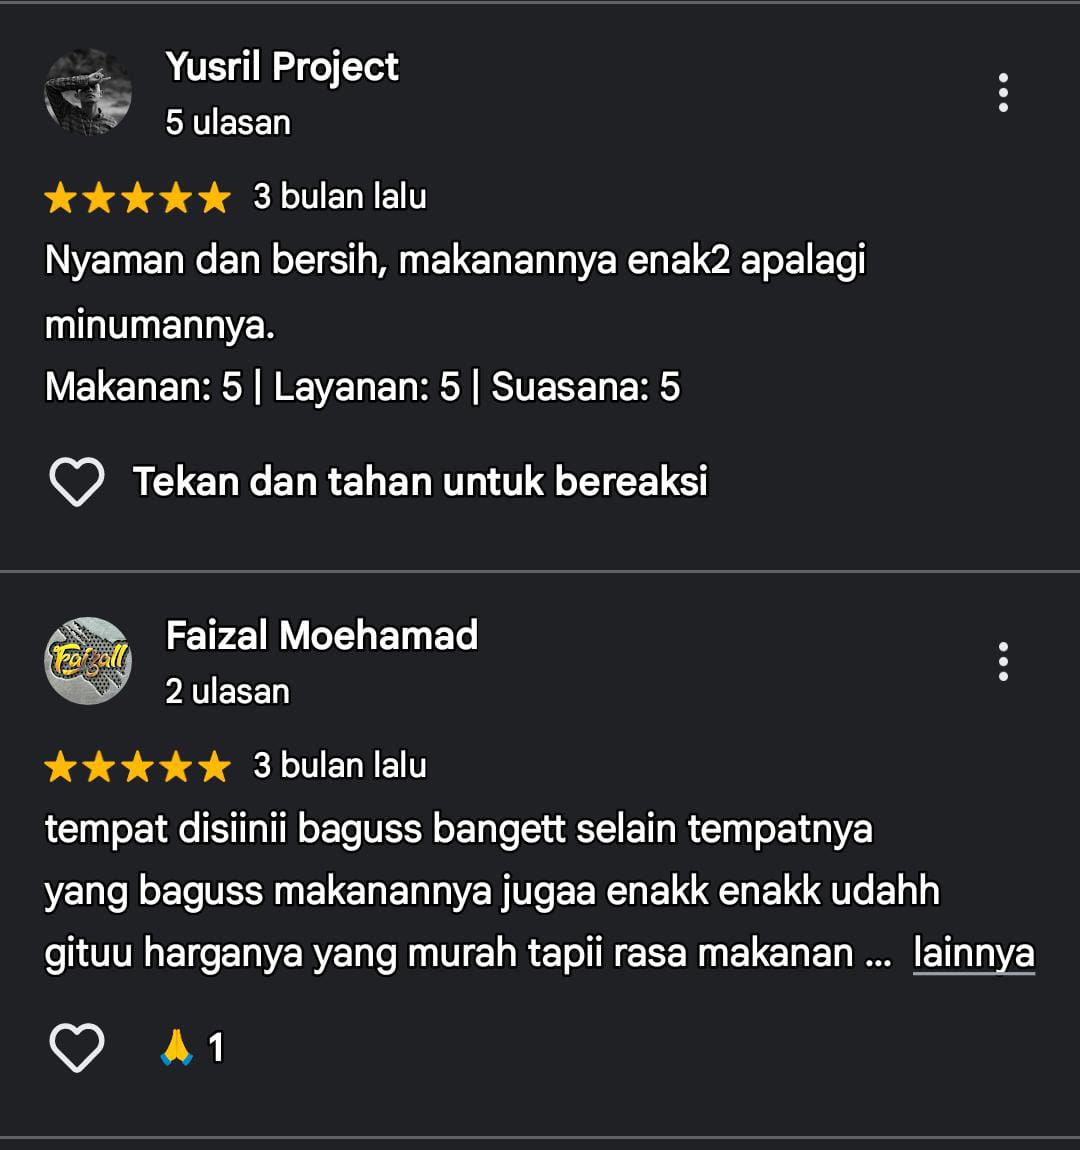 Yusril Project
5 ulasan
3 bulan lalu
Nyaman dan bersih, makanannya enak2 apalagi
minumannya.
Makanan: 5 | Layanan: 5 | Suasana: 5
Tekan dan tahan untuk bereaksi
Faizall
Faizal Moehamad
2 ulasan
3 bulan lalu
tempat disiinii baguss bangett selain tempatnya
yang baguss makanannya jugaa enakk enakk udahh
gituu harganya yang murah tapii rasa makanan ... lainnya
🙏 1